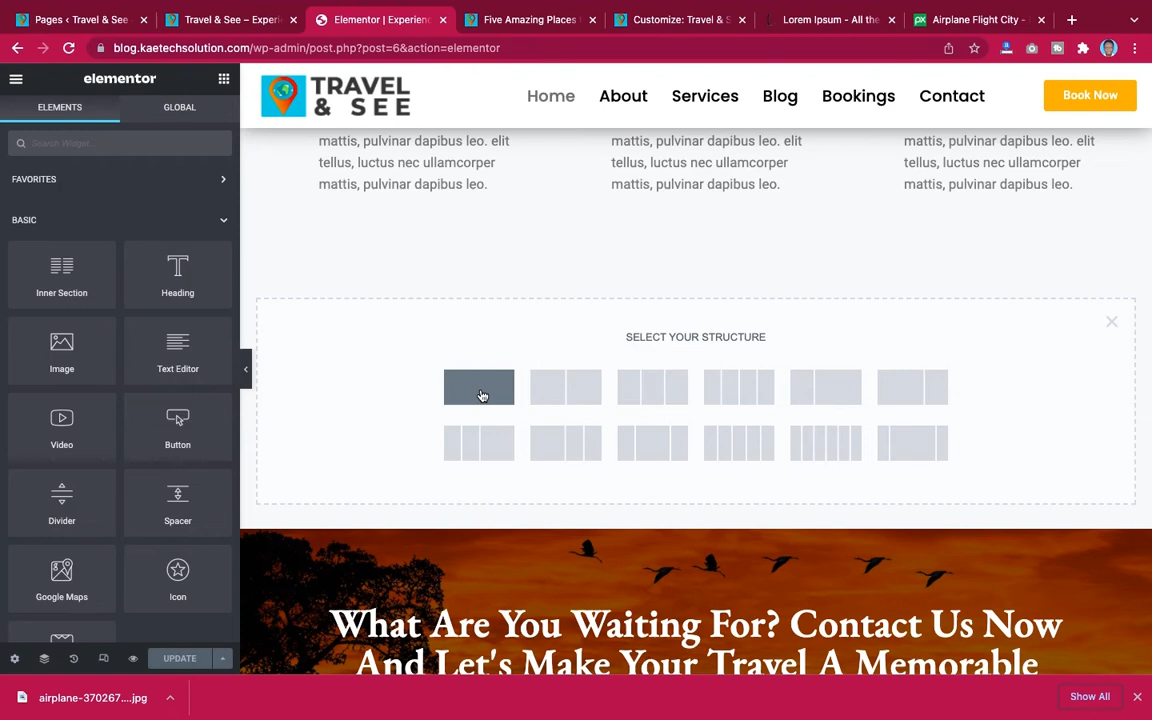 Pages ‹ Travel & See
Travel & See – Experi
Elementor | Experienc
Five Amazing Places
Customize: Travel & S
Lorem Ipsum - All the
Airplane Flight City -
blog.kaetechsolution.com/wp-admin/post.php?post=6&action=elementor
elementor
ELEMENTS
GLOBAL
Search Widget...
FAVORITES
BASIC
Inner Section
Heading
Image
Text Editor
Video
Button
Divider
Spacer
Google Maps
Icon
UPDATE
TRAVEL
& SEE
Home About Services Blog Bookings Contact
Book Now
mattis, pulvinar dapibus leo. elit
tellus, luctus nec ullamcorper
mattis, pulvinar dapibus leo.
mattis, pulvinar dapibus leo. elit
tellus, luctus nec ullamcorper
mattis, pulvinar dapibus leo.
mattis, pulvinar dapibus leo. elit
tellus, luctus nec ullamcorper
mattis, pulvinar dapibus leo.
SELECT YOUR STRUCTURE
What Are You Waiting For? Contact Us Now
And Let's Make Your Travel A Memorable
airplane-370267....jpg
Show All